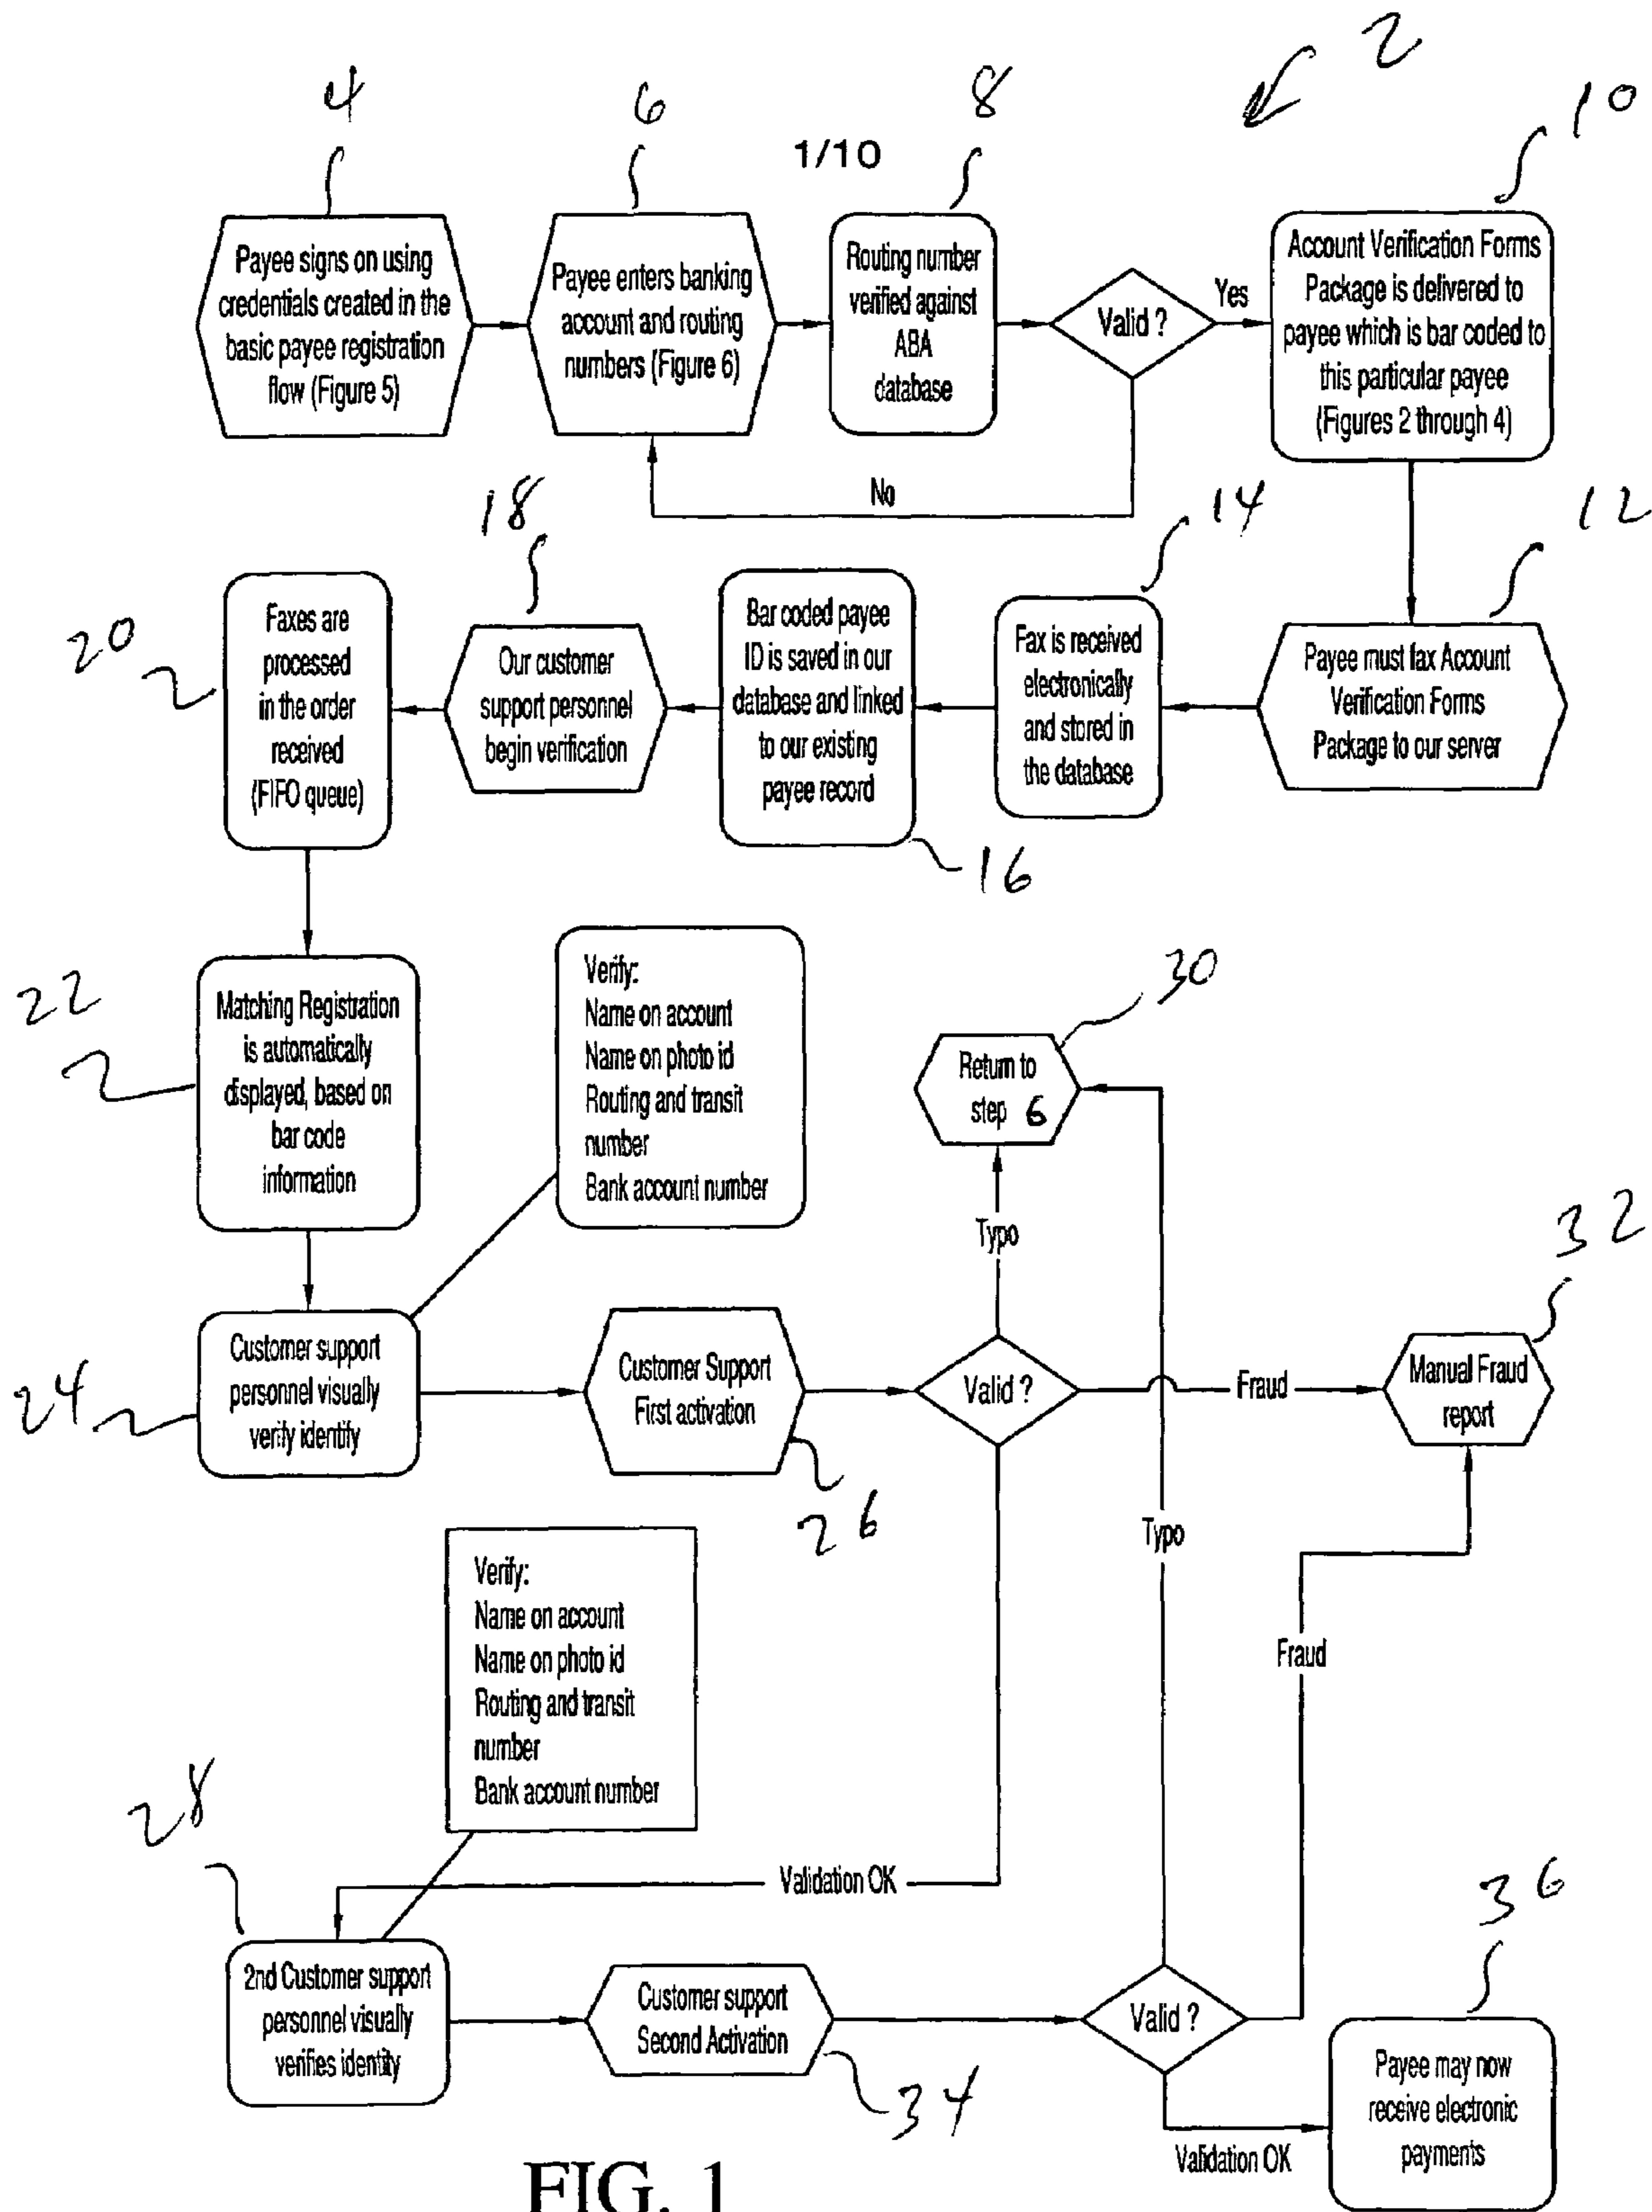 2
4
6
8
10
1/10
Payee signs on using
credentials created in the
basic payee registration
flow (Figure 5)
Payee enters banking
account and routing
numbers (Figure 6)
Routing number
verified against
ABA
database
Valid ?
Yes
No
Account Verification Forms
Package is delivered to
payee which is bar coded to
this particular payee
(Figures 2 through 4)
12
Payee must fax Account
Verification Forms
Package to our server
14
Fax is received
electronically
and stored in
the database
Bar coded payee
ID is saved in our
database and linked
to our existing
payee record
16
18
Our customer
support personnel
begin verification
20
Faxes are
processed
in the order
received
(FIFO queue)
22
Matching Registration
is automatically
displayed, based on
bar code
information
Verify:
Name on account
Name on photo id
Routing and transit
number
Bank account number
24
Customer support
personnel visually
verify identify
Customer Support
First activation
26
Valid ?
Typo
30
Return to
step 6
Fraud
32
Manual Fraud
report
Validation OK
Verify:
Name on account
Name on photo id
Routing and transit
number
Bank account number
28
2nd Customer support
personnel visually
verifies identity
Customer support
Second Activation
34
Valid ?
Typo
Fraud
Validation OK
36
Payee may now
receive electronic
payments
FIG. 1